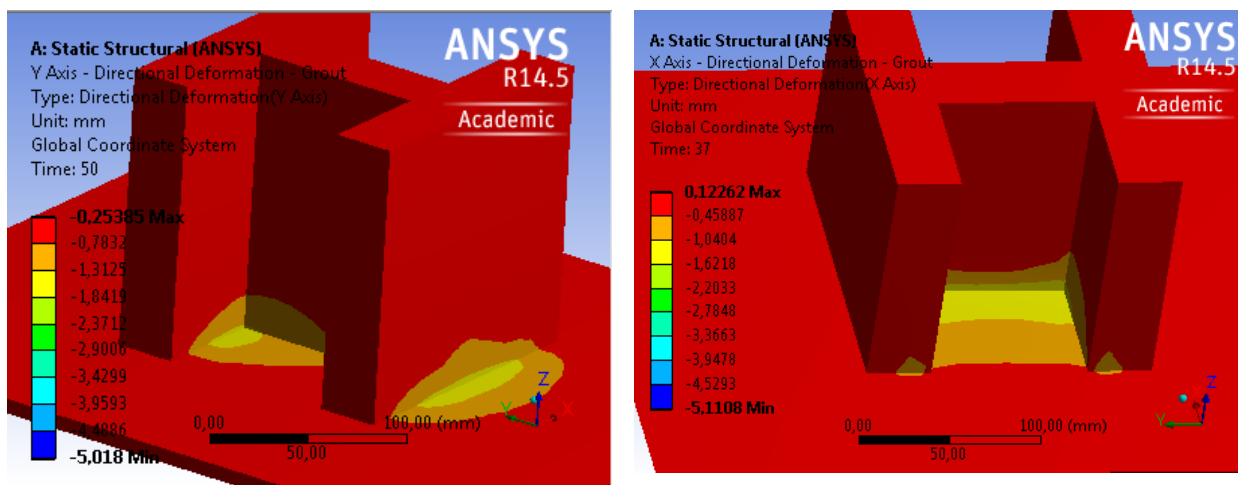 A: Static Structural (ANSYS)
Y Axis - Directional Deformation - Grout
Type: Directional Deformation(Y Axis)
Unit: mm
Global Coordinate System
Time: 50
ANSYS
R14.5
Academic
-0,25385 Max
-0,7832
-1,3125
-1,8419
-2,3712
-2,9006
-3,4299
-3,9593
-4,4886
-5,018 Min
0,00
100,00 (mm)
50,00
Z
Y
X
A: Static Structural (ANSYS)
X Axis - Directional Deformation - Grout
Type: Directional Deformation(X Axis)
Unit: mm
Global Coordinate System
Time: 37
ANSYS
R14.5
Academic
0,12262 Max
-0,45887
-1,0404
-1,6218
-2,2033
-2,7848
-3,3663
-3,9478
-4,5293
-5,1108 Min
0,00
100,00 (mm)
50,00
Z
Y